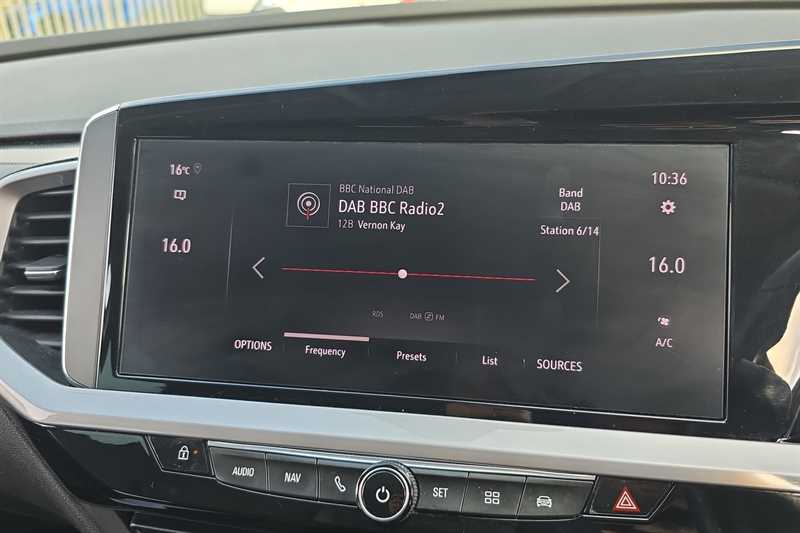 16°C
16.0
BBC National DAB
DAB BBC Radio2
12B Vernon Kay
Band
DAB
Station 6/14
10:36
16.0
A/C
RDS
DAB FM
OPTIONS
Frequency
Presets
List
SOURCES
AUDIO
NAV
SET